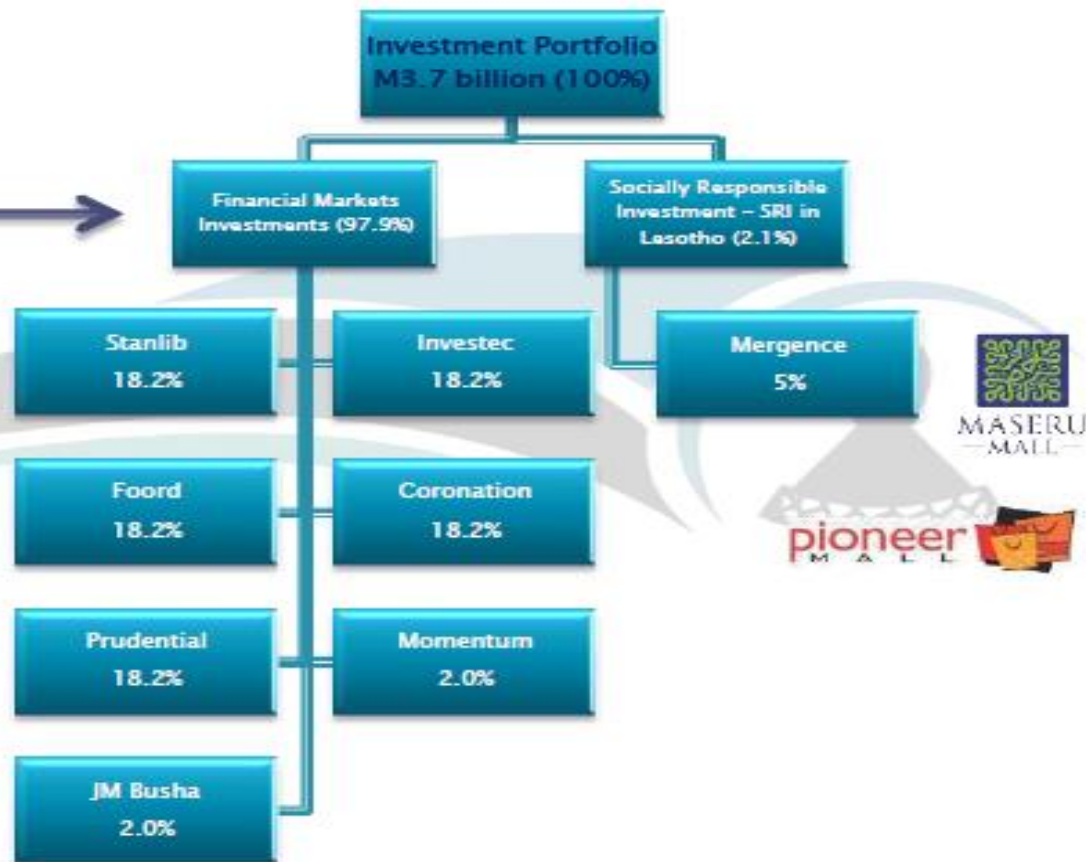 Investment Portfolio
M3.7 billion (100%)
Financial Markets
Investments (97.9%)
Socially Responsible
Investment – SRI in
Lesotho (2.1%)
Stanlib
18.2%
Investec
18.2%
Mergence
5%
MASERU
MALL
Foord
18.2%
Coronation
18.2%
pioneer
MALL
Prudential
18.2%
Momentum
2.0%
JM Busha
2.0%